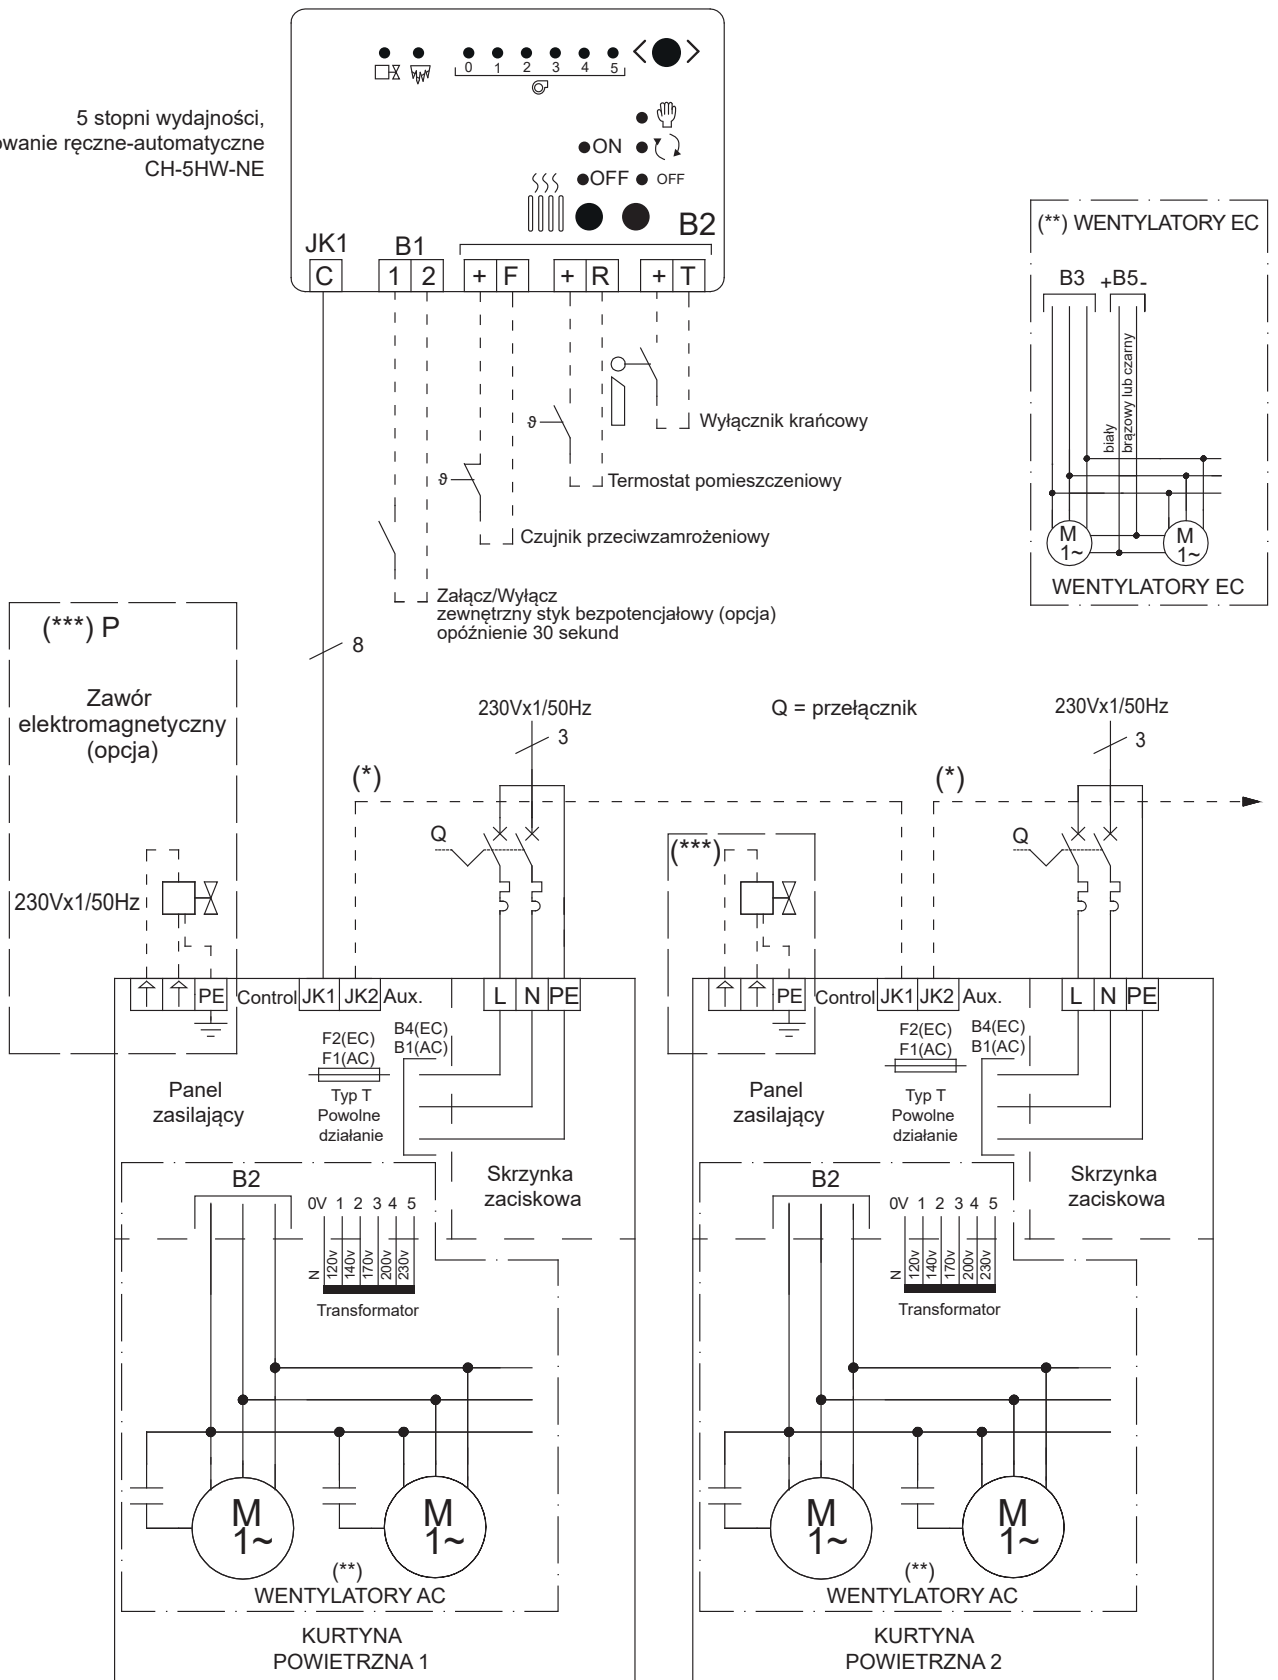 0 1 2 3 4 5
5 stopni wydajności,
owanie ręczne-automatyczne
CH-5HW-NE
ON
OFF OFF
B2
JK1
B1
C 1 2 + F + R + T
(**) WENTYLATORY EC
B3 +B5-
biały
brązowy lub czarny
M
1~
M
1~
WENTYLATORY EC
Wyłącznik krańcowy
ϑ
Termostat pomieszczeniowy
ϑ
Czujnik przeciwzamrożeniowy
Załącz/Wyłącz
zewnętrzny styk bezpotencjałowy (opcja)
opóźnienie 30 sekund
8
(***) P
Zawór
elektromagnetyczny
(opcja)
230Vx1/50Hz
230Vx1/50Hz
3
Q = przełącznik
230Vx1/50Hz
3
(*)
(*)
Q
(***)
Q
PE Control JK1 JK2 Aux. L N PE
F2(EC)
F1(AC)
B4(EC)
B1(AC)
Typ T
Powolne
działanie
Panel
zasilający
Skrzynka
zaciskowa
B2
0V 1 2 3 4 5
N 120v 140v 170v 200v 230v
Transformator
M
1~
M
1~
(**)
WENTYLATORY AC
KURTYNA
POWIETRZNA 1
PE Control JK1 JK2 Aux. L N PE
F2(EC)
F1(AC)
B4(EC)
B1(AC)
Typ T
Powolne
działanie
Panel
zasilający
Skrzynka
zaciskowa
B2
0V 1 2 3 4 5
N 120v 140v 170v 200v 230v
Transformator
M
1~
M
1~
(**)
WENTYLATORY AC
KURTYNA
POWIETRZNA 2